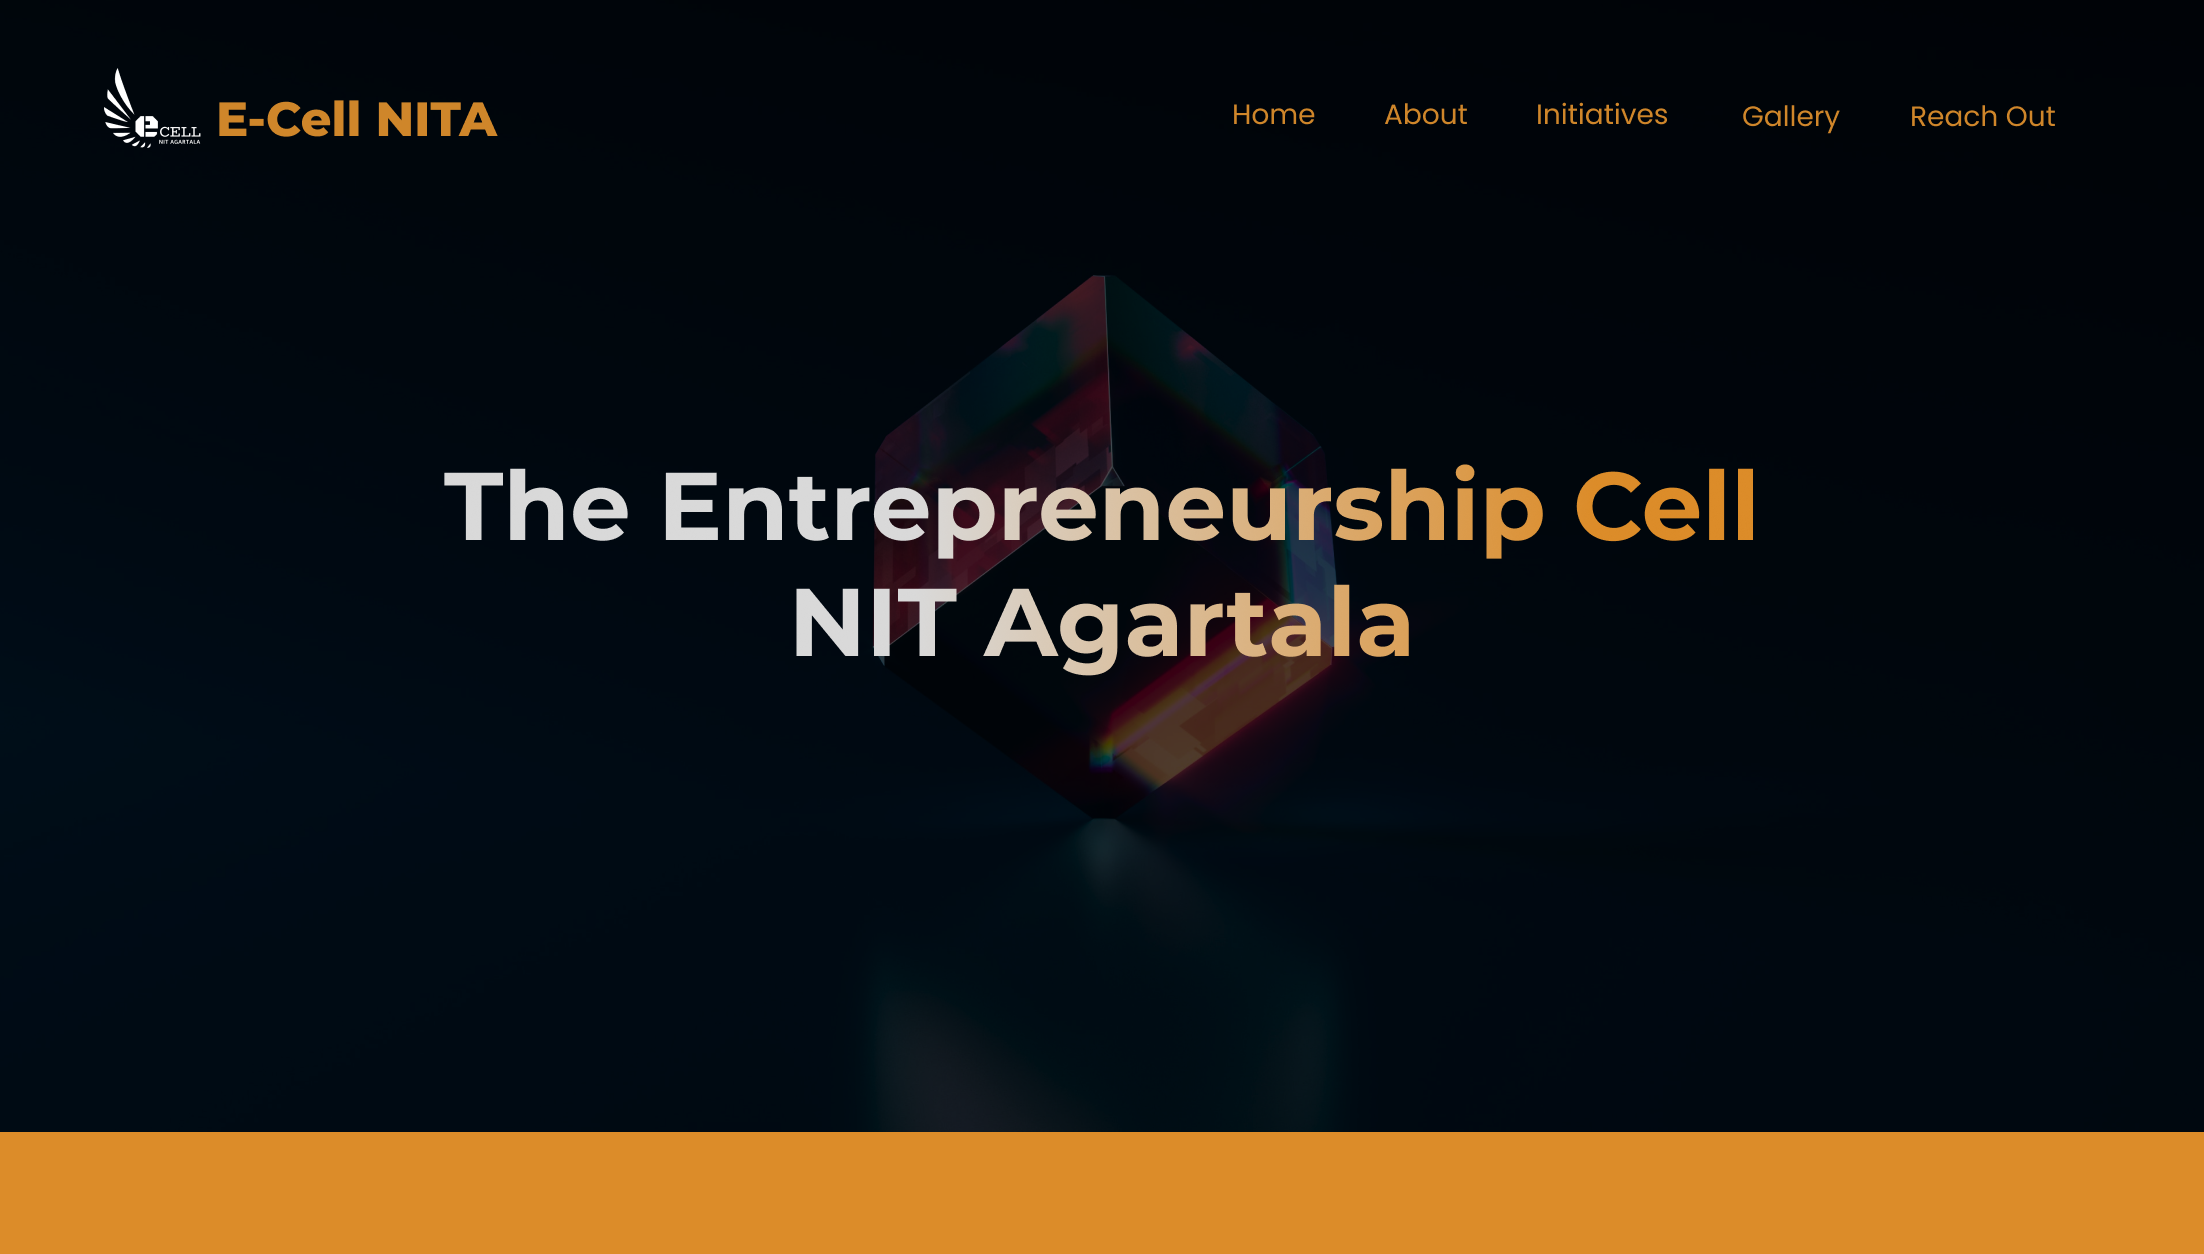 eCELL
NIT AGARTALA
E-Cell NITA
Home About Initiatives Gallery Reach Out
The Entrepreneurship Cell
NIT Agartala